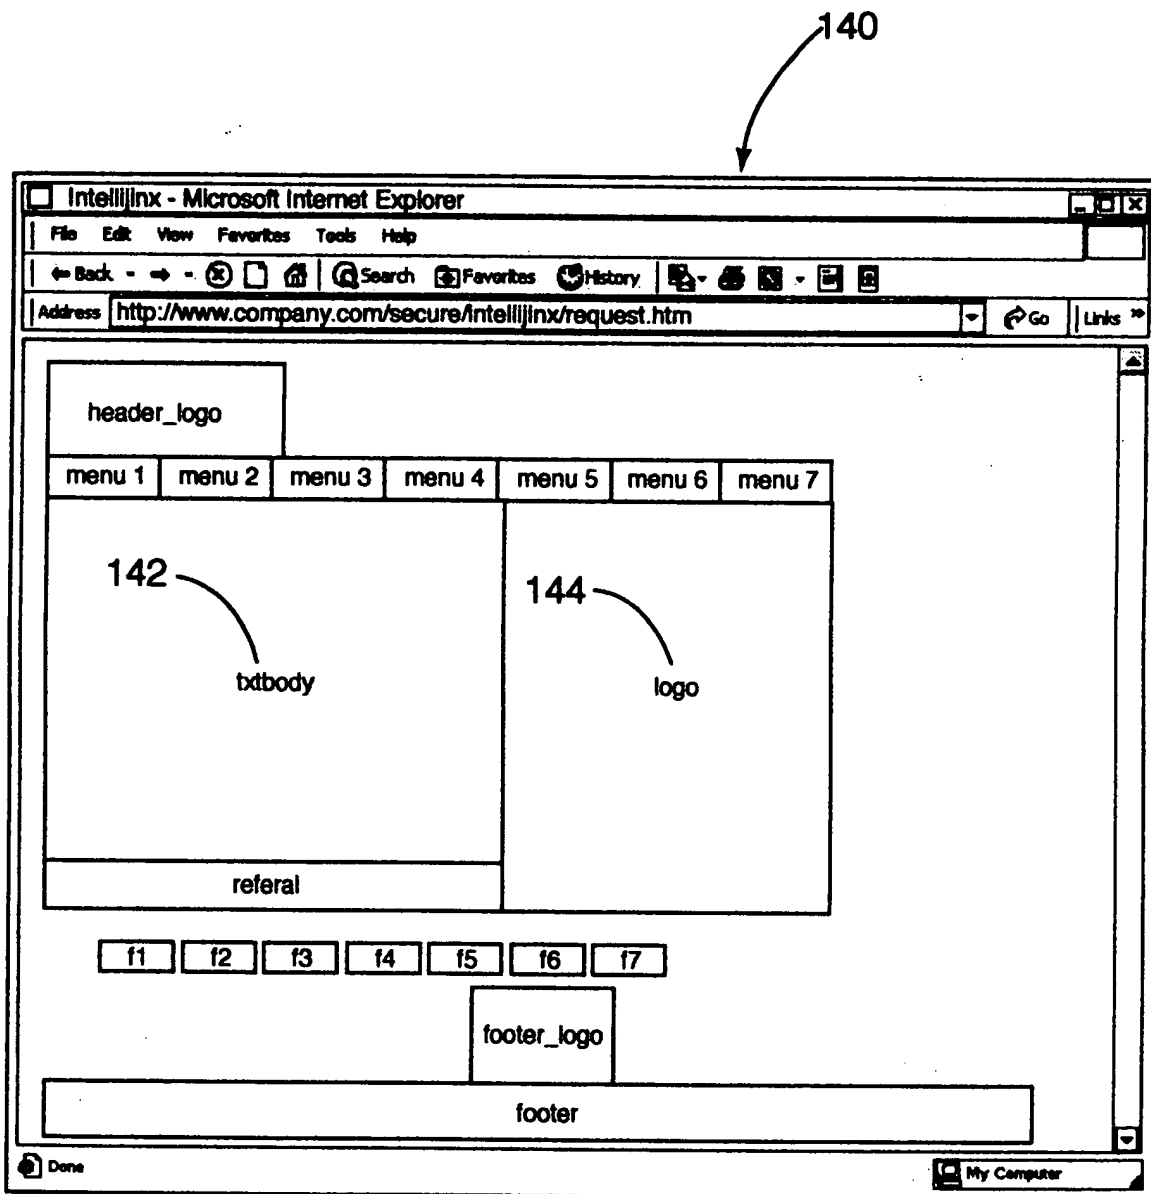 140
Intellijinx - Microsoft Internet Explorer
File Edit View Favorites Tools Help
Back Search Favorites History
Address http://www.company.com/secure/intellijinx/request.htm Go Links »
header_logo
menu 1 menu 2 menu 3 menu 4 menu 5 menu 6 menu 7
142
144
txtbody
logo
referal
f1 f2 f3 f4 f5 f6 f7
footer_logo
footer
Done My Computer